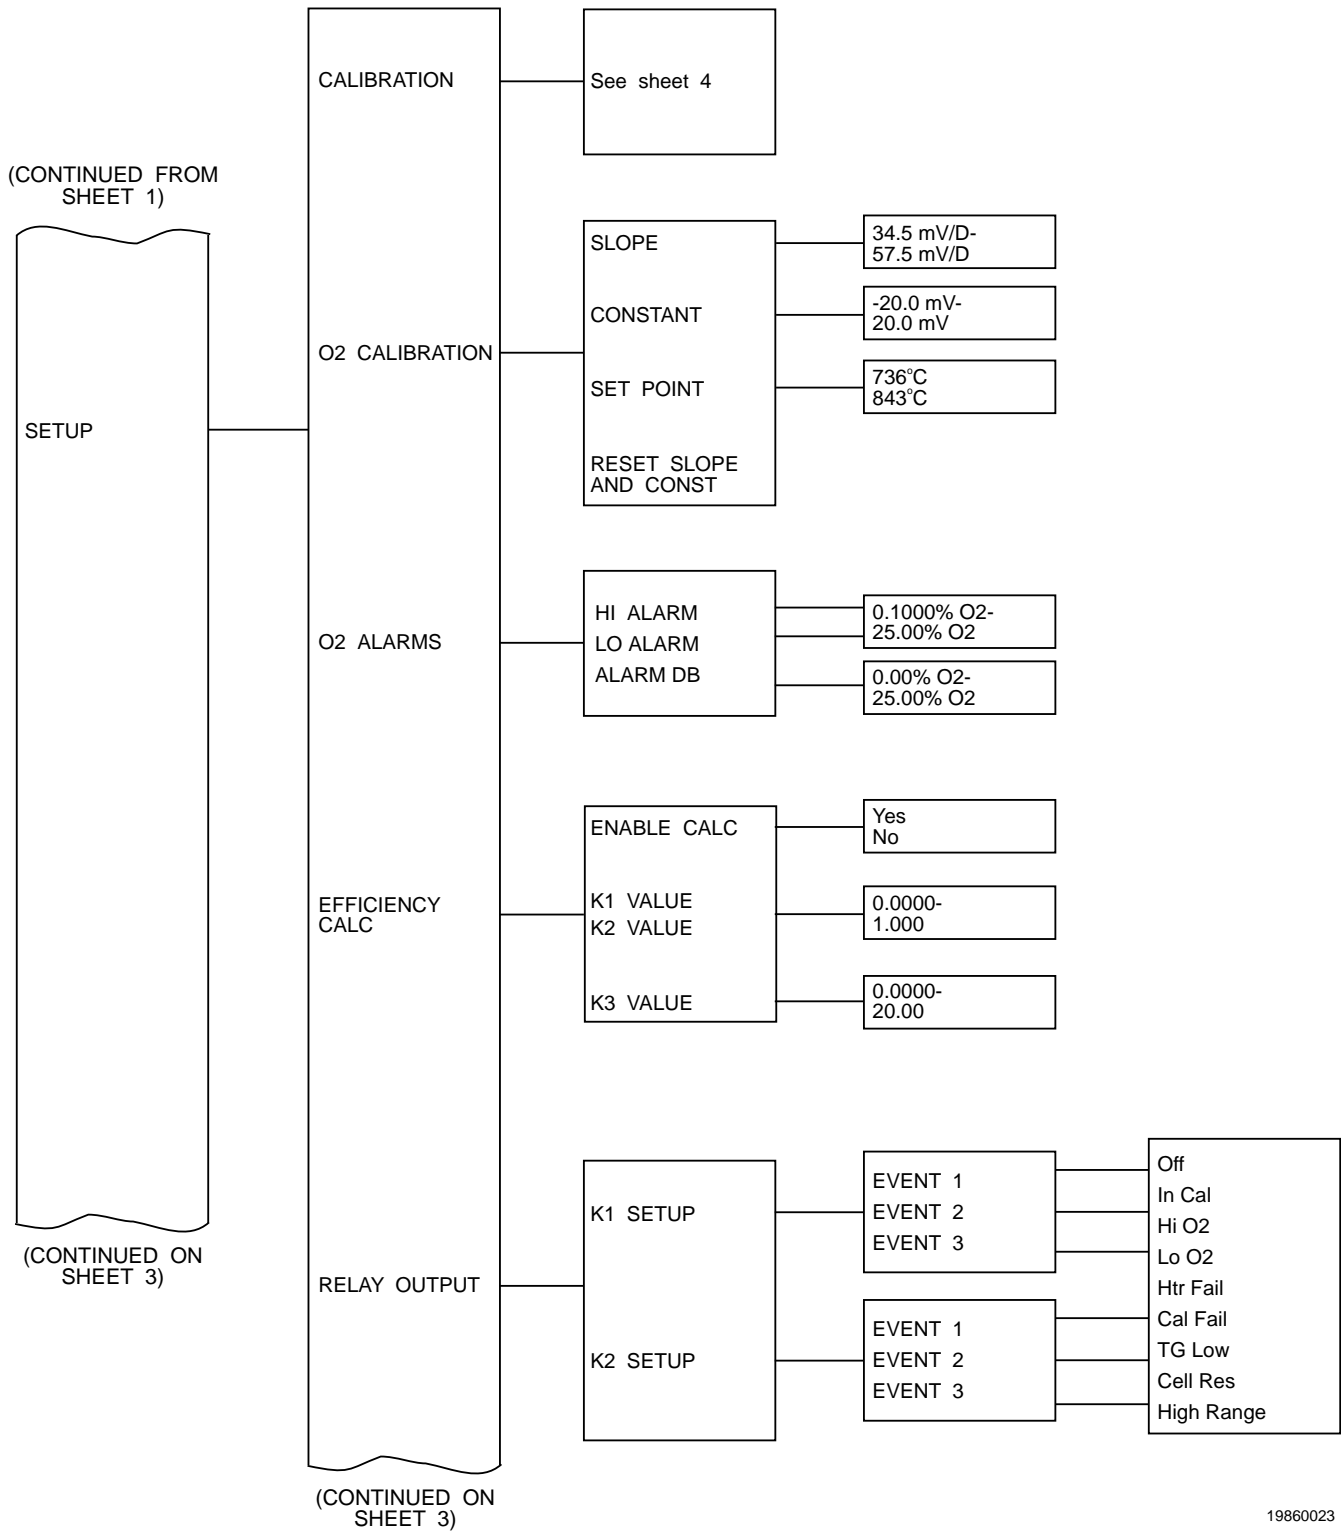 CALIBRATION
See sheet 4
(CONTINUED FROM
SHEET 1)
SETUP
O2 CALIBRATION
SLOPE
34.5 mV/D-
57.5 mV/D
CONSTANT
-20.0 mV-
20.0 mV
SET POINT
736°C
843°C
RESET SLOPE
AND CONST
O2 ALARMS
HI ALARM
LO ALARM
ALARM DB
0.1000% O2-
25.00% O2
0.00% O2-
25.00% O2
EFFICIENCY
CALC
ENABLE CALC
Yes
No
K1 VALUE
K2 VALUE
0.0000-
1.000
K3 VALUE
0.0000-
20.00
RELAY OUTPUT
K1 SETUP
EVENT 1
EVENT 2
EVENT 3
K2 SETUP
EVENT 1
EVENT 2
EVENT 3
Off
In Cal
Hi O2
Lo O2
Htr Fail
Cal Fail
TG Low
Cell Res
High Range
(CONTINUED ON
SHEET 3)
(CONTINUED ON
SHEET 3)
19860023